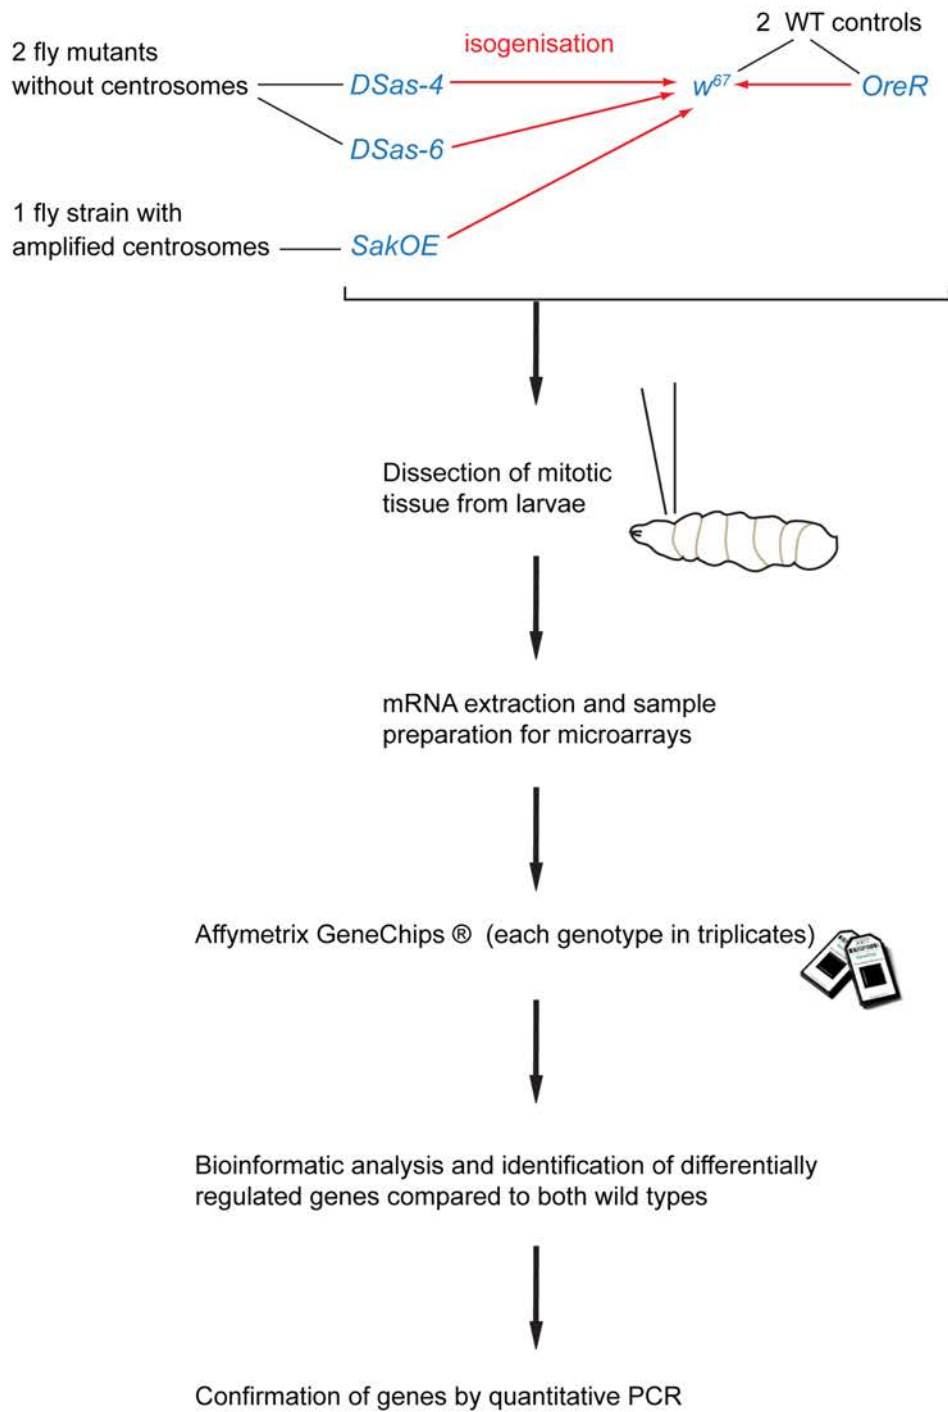 2 WT controls
2 fly mutants
without centrosomes
isogenisation
DSas-4
w⁶⁷
OreR
DSas-6
1 fly strain with
amplified centrosomes
SakOE
Dissection of mitotic
tissue from larvae
mRNA extraction and sample
preparation for microarrays
Affymetrix GeneChips ® (each genotype in triplicates)
Bioinformatic analysis and identification of differentially
regulated genes compared to both wild types
Confirmation of genes by quantitative PCR